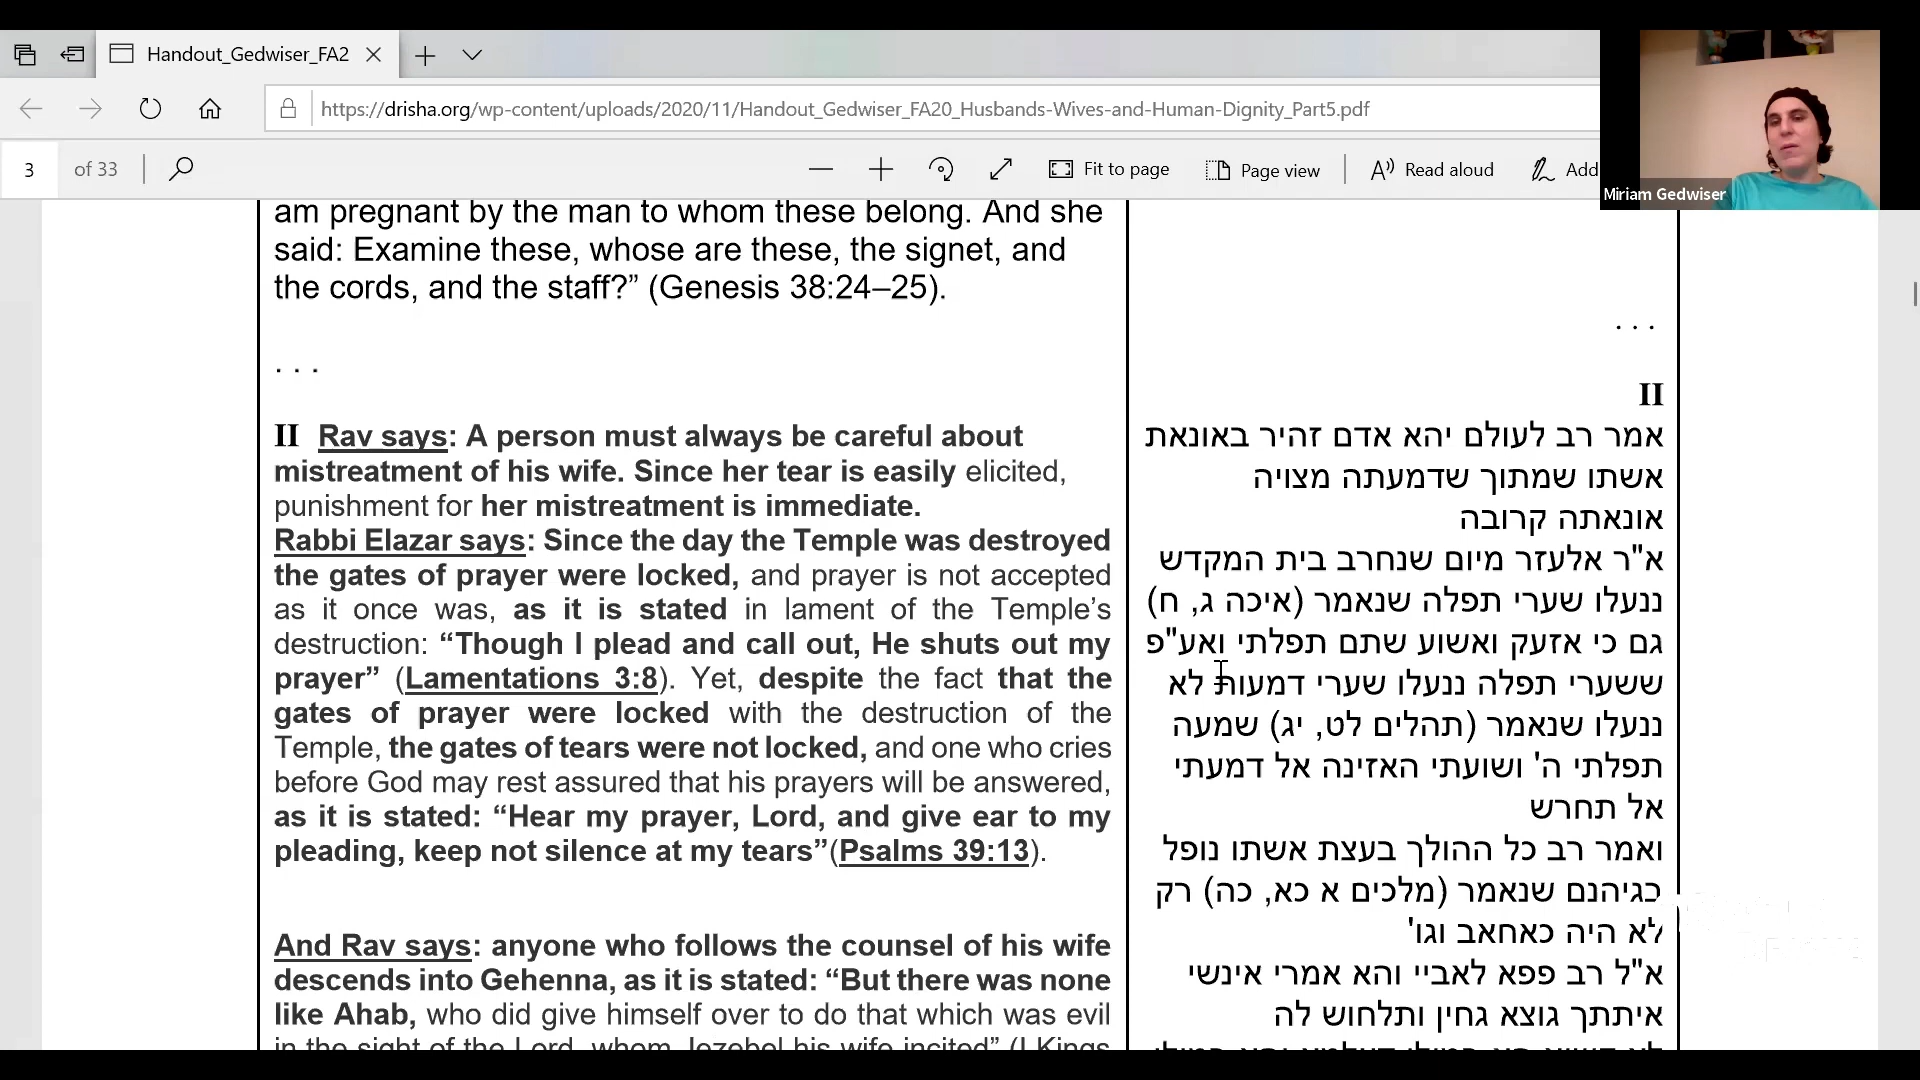 Handout_Gedwiser_FA2
https://drisha.org/wp-content/uploads/2020/11/Handout_Gedwiser_FA20_Husbands-Wives-and-Human-Dignity_Part5.pdf
3 of 33
Fit to page
Page view
Read aloud
Add
Miriam Gedwiser
am pregnant by the man to whom these belong. And she
said: Examine these, whose are these, the signet, and
the cords, and the staff?” (Genesis 38:24–25).
. . .
II Rav says: A person must always be careful about
mistreatment of his wife. Since her tear is easily elicited,
punishment for her mistreatment is immediate.
Rabbi Elazar says: Since the day the Temple was destroyed
the gates of prayer were locked, and prayer is not accepted
as it once was, as it is stated in lament of the Temple’s
destruction: “Though I plead and call out, He shuts out my
prayer” (Lamentations 3:8). Yet, despite the fact that the
gates of prayer were locked with the destruction of the
Temple, the gates of tears were not locked, and one who cries
before God may rest assured that his prayers will be answered,
as it is stated: “Hear my prayer, Lord, and give ear to my
pleading, keep not silence at my tears”(Psalms 39:13).
And Rav says: anyone who follows the counsel of his wife
descends into Gehenna, as it is stated: “But there was none
like Ahab, who did give himself over to do that which was evil
in the sight of the Lord, whom Jezebel his wife incited” (I Kings
. . .
II
אמר רב לעולם יהא אדם זהיר באונאת
אשתו שמתוך שדמעתה מצויה
אונאתה קרובה
א"ר אלעזר מיום שנחרב בית המקדש
ננעלו שערי תפלה שנאמר (איכה ג, ח)
גם כי אזעק ואשוע שתם תפלתי ואע"פ
ששערי תפלה ננעלו שערי דמעות לא
ננעלו שנאמר (תהלים לט, יג) שמעה
תפלתי ה' ושועתי האזינה אל דמעתי
אל תחרש
ואמר רב כל ההולך בעצת אשתו נופל
בגיהנם שנאמר (מלכים א כא, כה) רק
לא היה כאחאב וגו'
א"ל רב פפא לאביי והא אמרי אינשי
איתתך גוצא גחין ותלחוש לה